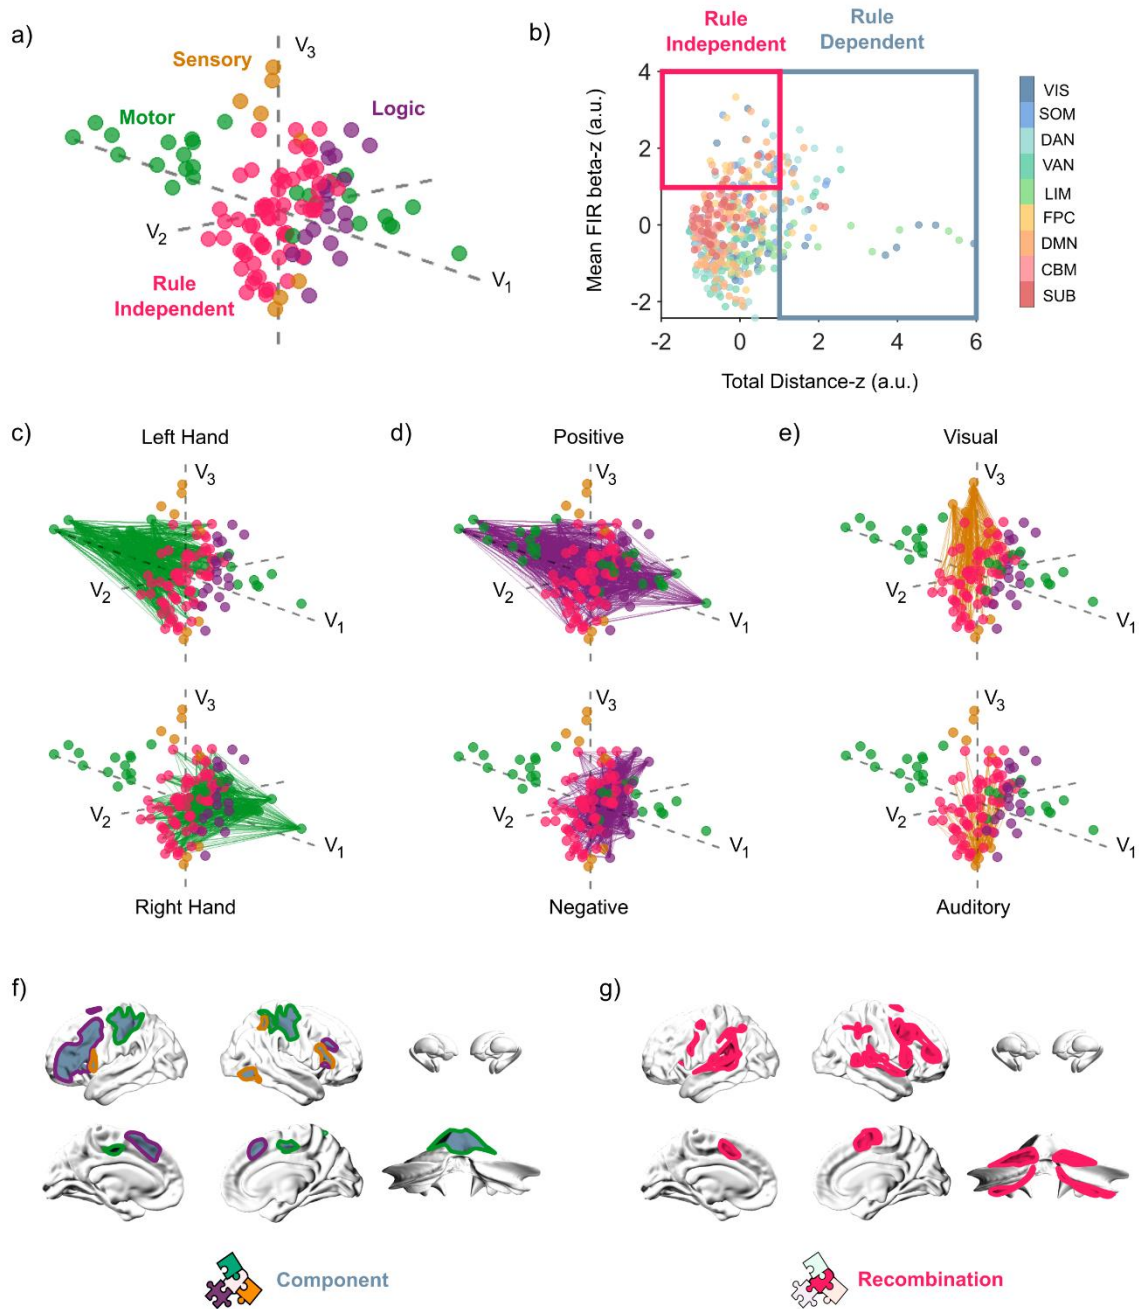 a)
V3
Sensory
Motor
Logic
V2
V1
Rule
Independent
b)
Rule
Independent
Rule
Dependent
Mean FIR beta-z (a.u.)
4
2
0
-2
-2
0
2
4
6
Total Distance-z (a.u.)
VIS
SOM
DAN
VAN
LIM
FPC
DMN
CBM
SUB
c)
Left Hand
V3
V2
V1
V3
V2
V1
Right Hand
d)
Positive
V3
V2
V1
V3
V2
V1
Negative
e)
Visual
V3
V2
V1
V3
V2
V1
Auditory
f)
Component
g)
Recombination